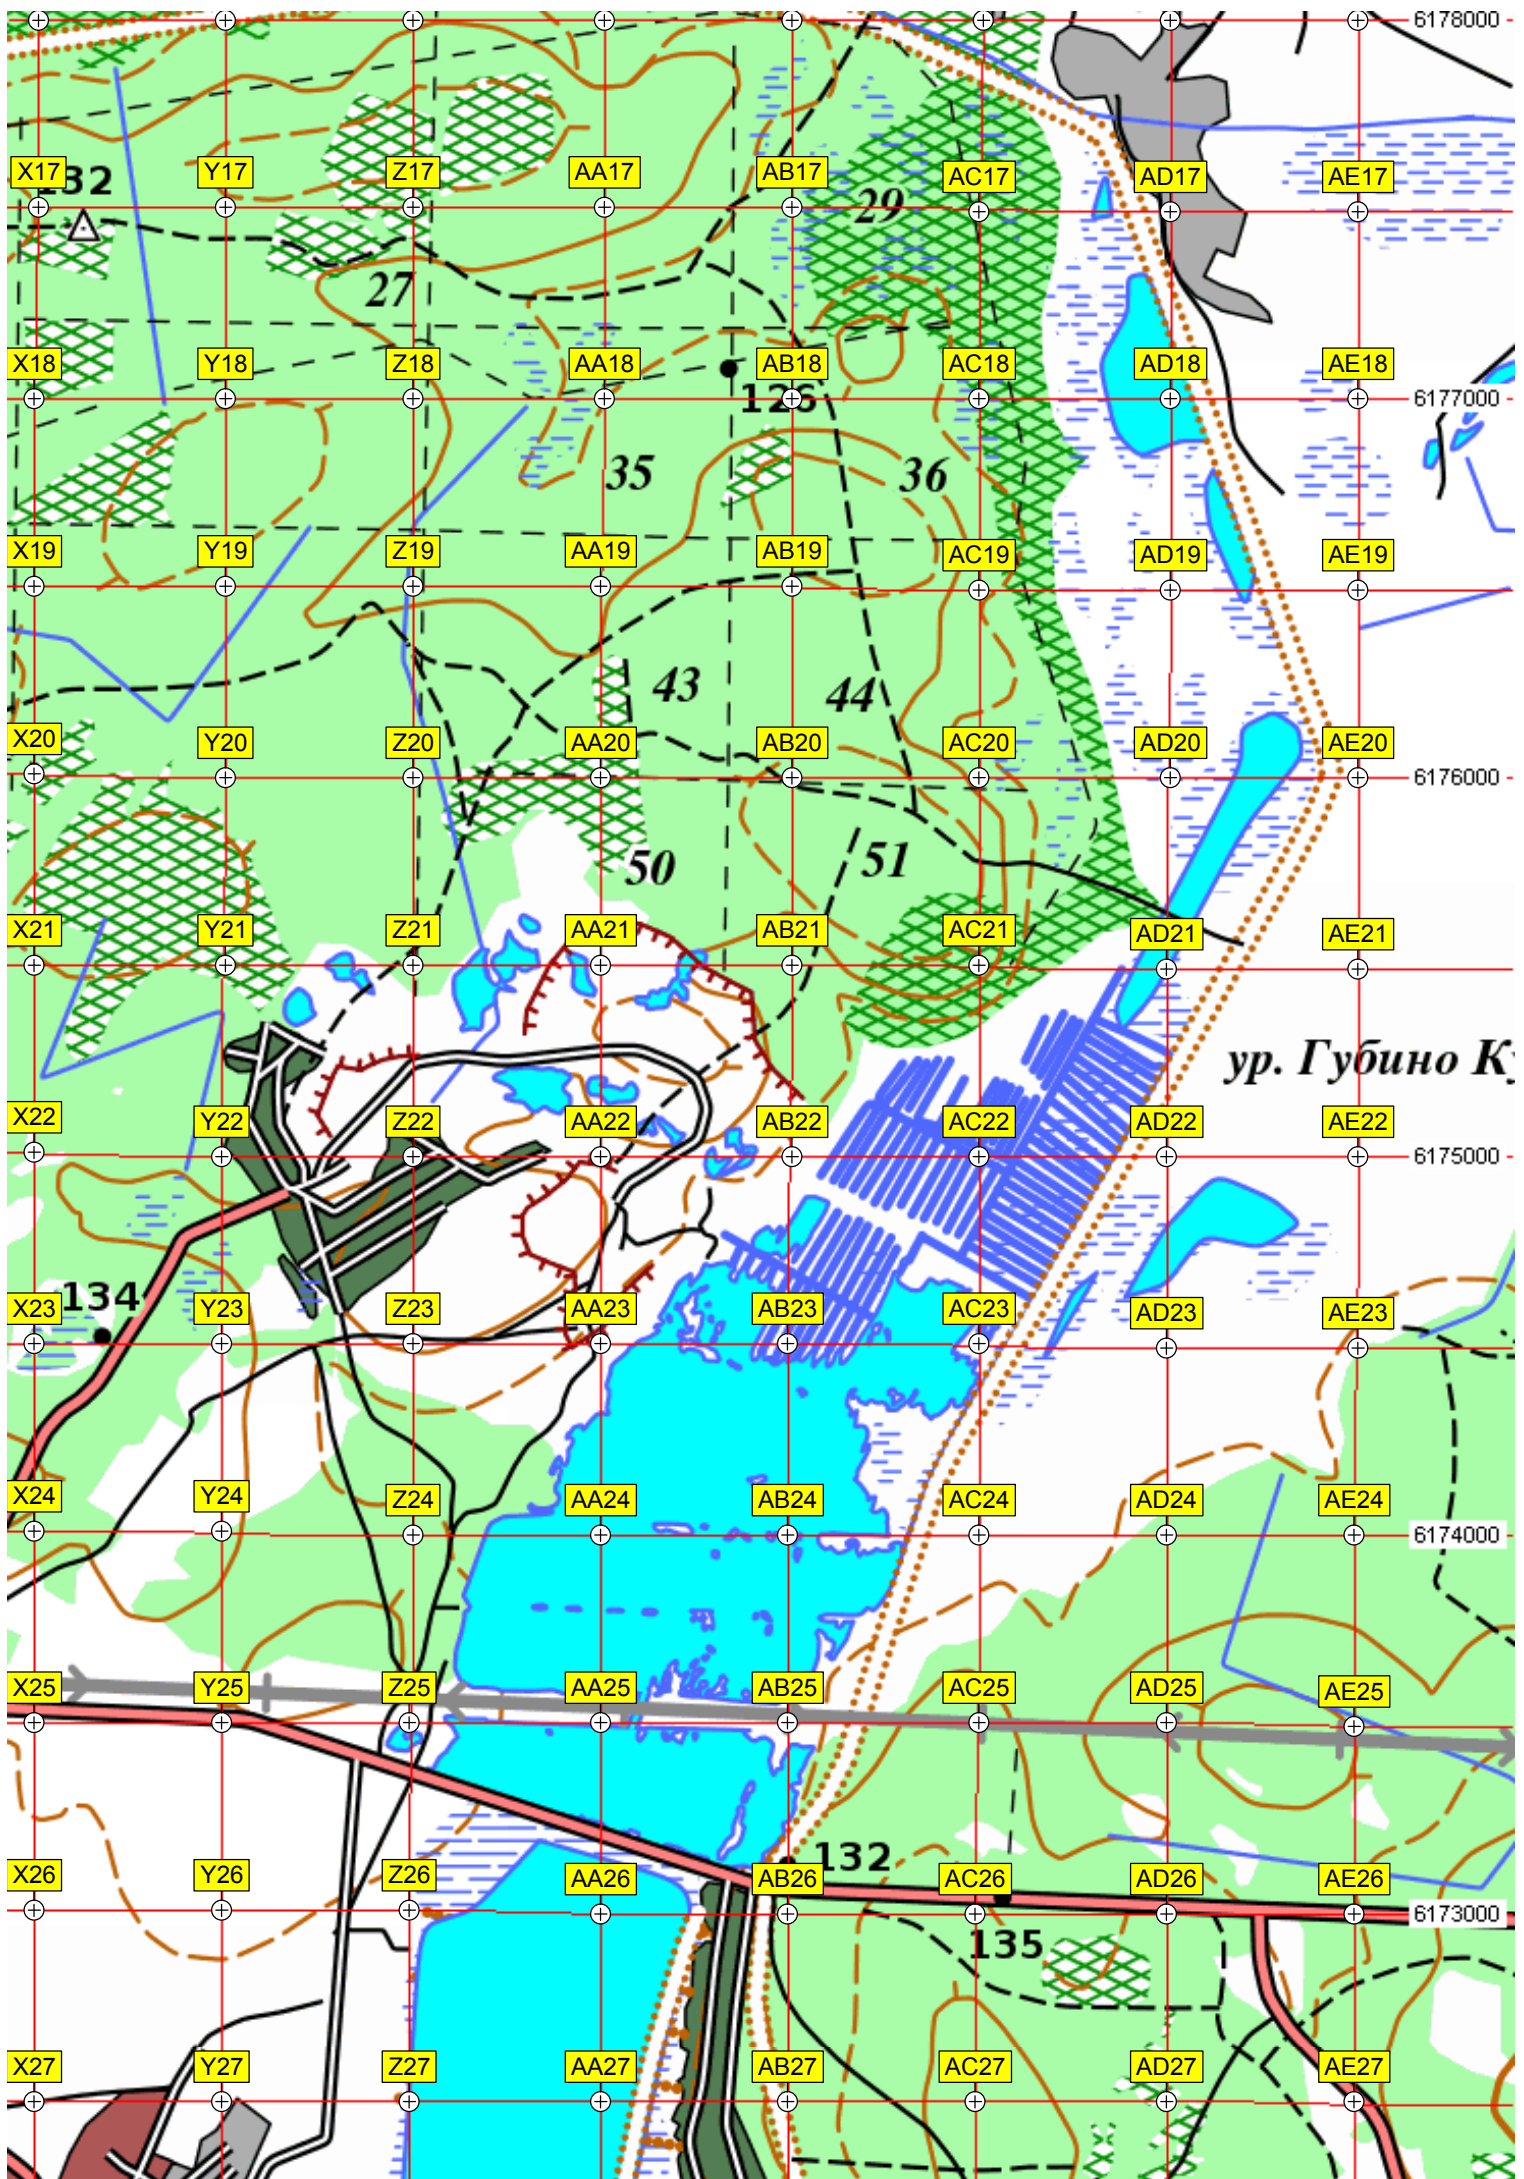 6178000
X17 Y17 Z17 AA17 AB17 AC17 AD17 AE17
132
29
27
X18 Y18 Z18 AA18 AB18 AC18 AD18 AE18
126
6177000
35
36
X19 Y19 Z19 AA19 AB19 AC19 AD19 AE19
43
44
X20 Y20 Z20 AA20 AB20 AC20 AD20 AE20
6176000
50
51
X21 Y21 Z21 AA21 AB21 AC21 AD21 AE21
ур. Губино Ку
X22 Y22 Z22 AA22 AB22 AC22 AD22 AE22
6175000
134
X23 Y23 Z23 AA23 AB23 AC23 AD23 AE23
X24 Y24 Z24 AA24 AB24 AC24 AD24 AE24
6174000
X25 Y25 Z25 AA25 AB25 AC25 AD25 AE25
132
X26 Y26 Z26 AA26 AB26 AC26 AD26 AE26
6173000
135
X27 Y27 Z27 AA27 AB27 AC27 AD27 AE27